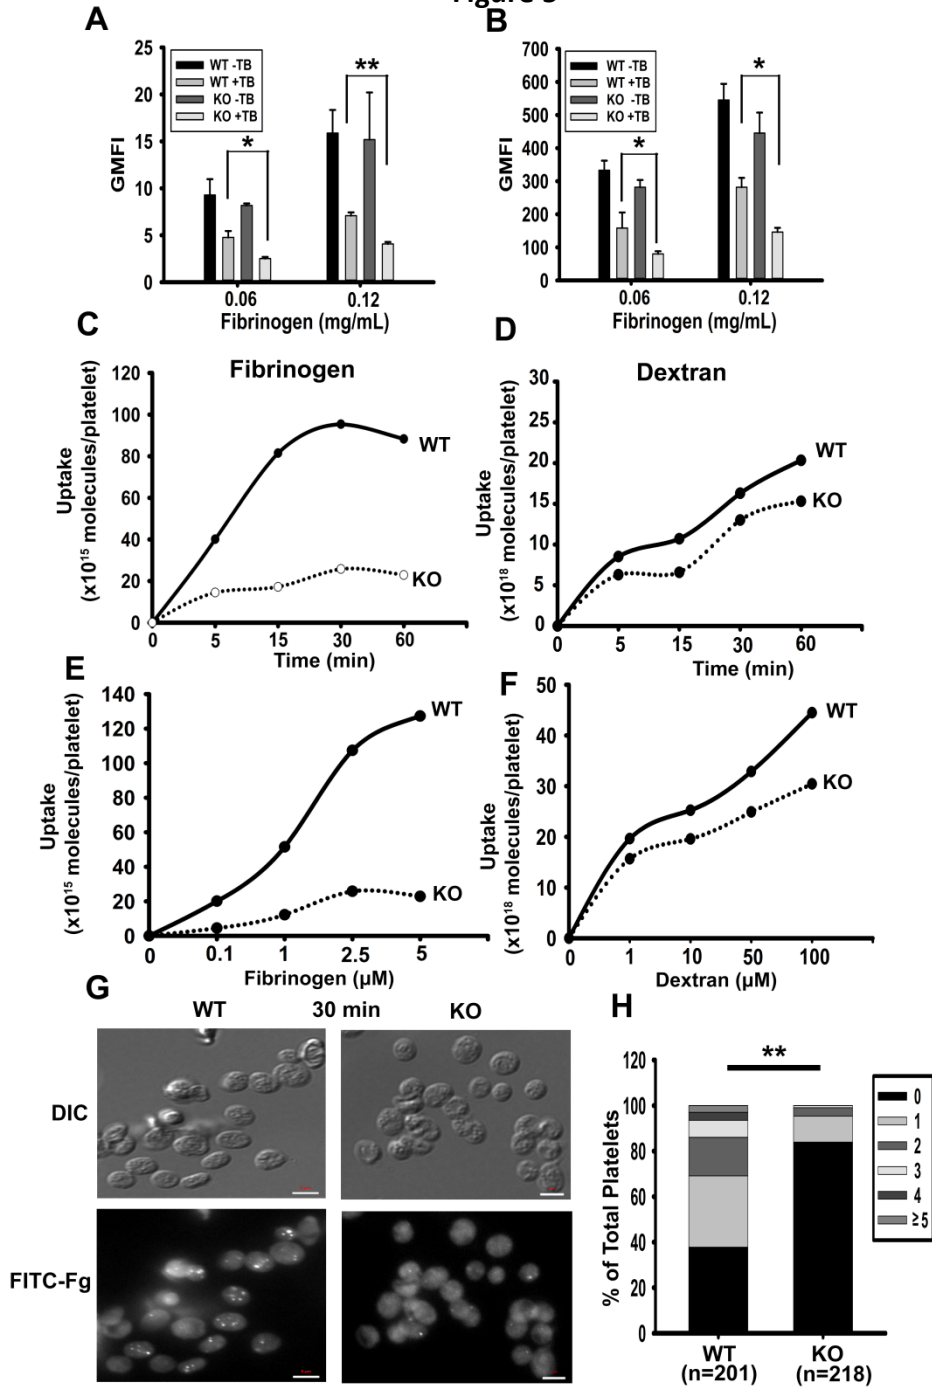 Figure 3
A
B
25
20
15
10
5
0
GMFI
WT -TB
WT +TB
KO -TB
KO +TB
*
**
0.06
0.12
Fibrinogen (mg/mL)
700
600
500
400
300
200
100
0
GMFI
WT -TB
WT +TB
KO -TB
KO +TB
*
*
0.06
0.12
Fibrinogen (mg/mL)
C
Fibrinogen
120
100
80
60
40
20
0
Uptake
(x10¹⁵ molecules/platelet)
WT
KO
0 5 15 30 60
Time (min)
D
Dextran
30
25
20
15
10
5
0
Uptake
(x10¹⁸ molecules/platelet)
WT
KO
0 5 15 30 60
Time (min)
E
140
120
100
80
60
40
20
0
Uptake
(x10¹⁵ molecules/platelet)
WT
KO
0 0.1 1 2.5 5
Fibrinogen (µM)
F
50
40
30
20
10
0
Uptake
(x10¹⁸ molecules/platelet)
WT
KO
0 1 10 50 100
Dextran (µM)
G
WT 30 min KO
DIC
FITC-Fg
H
120
100
80
60
40
20
0
% of Total Platelets
**
0
1
2
3
4
≥5
WT KO
(n=201) (n=218)